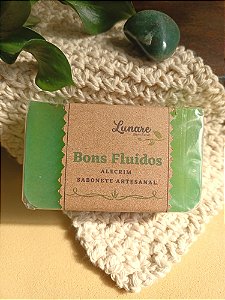 Lunare
Bons Fluidos
ALECRIM
SABONETE ARTESANAL